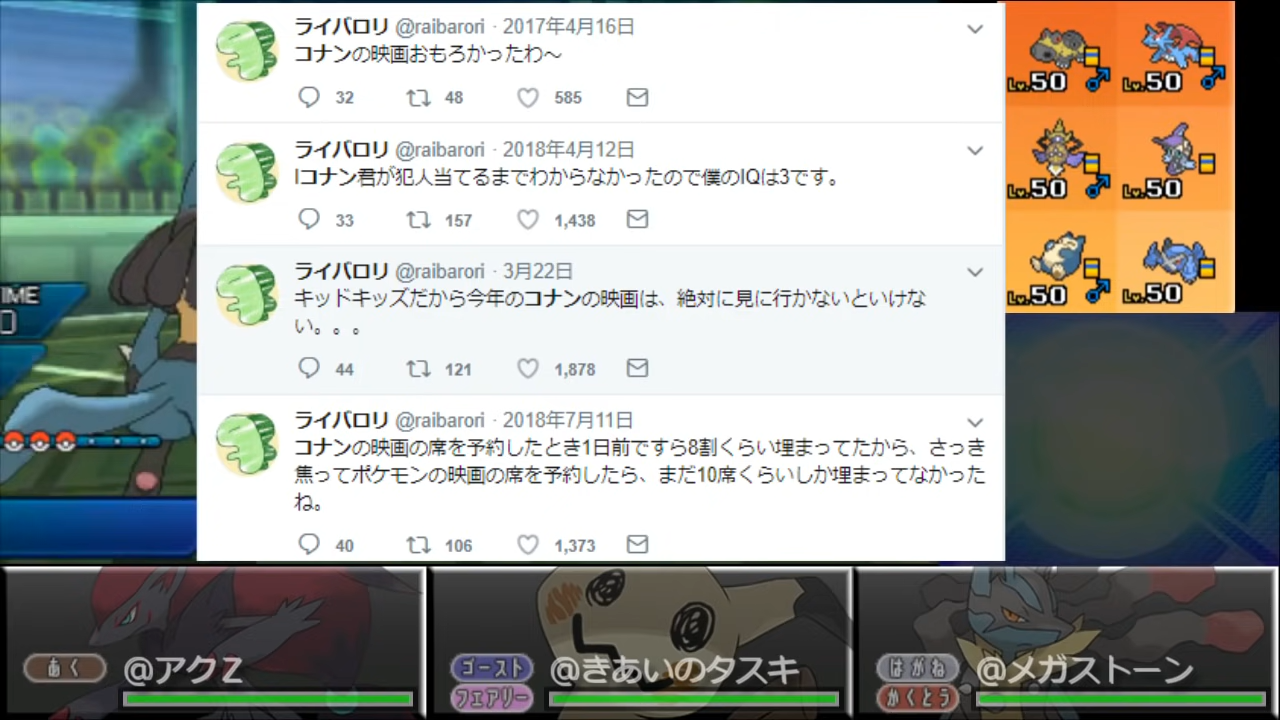 ライバロリ @raibarori · 2017年4月16日
コナンの映画おもろかったわ～
32 48 585
ライバロリ @raibarori · 2018年4月12日
lコナン君が犯人当てるまでわからなかったので僕のIQは3です。
33 157 1,438
ライバロリ @raibarori · 3月22日
キッドキッズだから今年のコナンの映画は、絶対に見に行かないといけな
い。。。
44 121 1,878
ライバロリ @raibarori · 2018年7月11日
コナンの映画の席を予約したとき1日前ですら8割くらい埋まってたから、さっき
焦ってポケモンの映画の席を予約したら、まだ10席くらいしか埋まってなかった
ね。
40 106 1,373
Lv.50 ♂ Lv.50 ♂
Lv.50 ♂ Lv.50
Lv.50 ♂ Lv.50
あく @アクZ
ゴースト フェアリー @きあいのタスキ
はがね かくとう @メガストーン